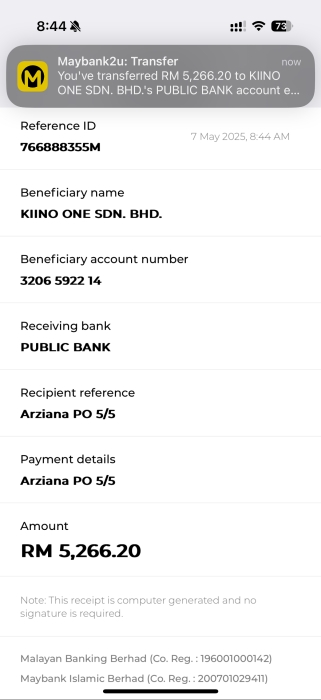 8:44
73
Maybank2u: Transfer now
You've transferred RM 5,266.20 to KIINO
ONE SDN. BHD.'s PUBLIC BANK account e...
Reference ID
7 May 2025, 8:44 AM
766888355M
Beneficiary name
KIINO ONE SDN. BHD.
Beneficiary account number
3206 5922 14
Receiving bank
PUBLIC BANK
Recipient reference
Arziana PO 5/5
Payment details
Arziana PO 5/5
Amount
RM 5,266.20
Note: This receipt is computer generated and no
signature is required.
Malayan Banking Berhad (Co. Reg. : 196001000142)
Maybank Islamic Berhad (Co. Reg. : 200701029411)